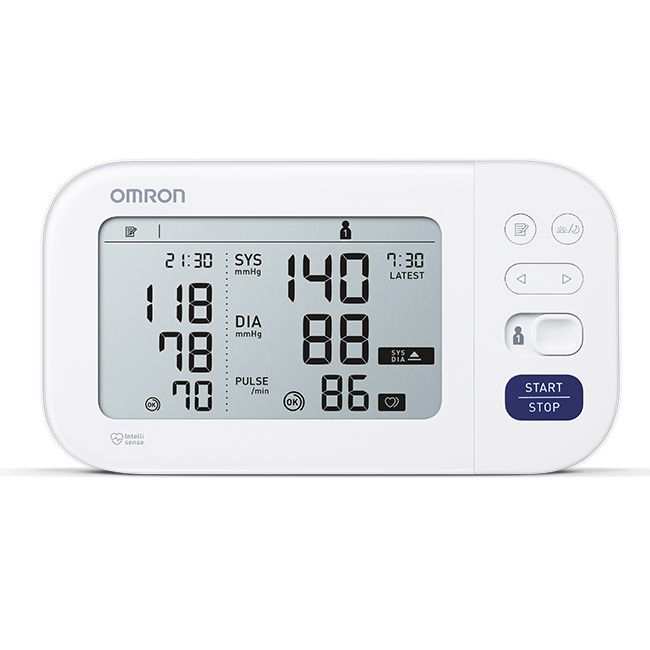 OMRON
1
21:30 SYS mmHg 140 7:30 LATEST
118
DIA mmHg 88 SYS DIA
78
PULSE /min OK 86
OK 70
START
STOP
Intelli
sense